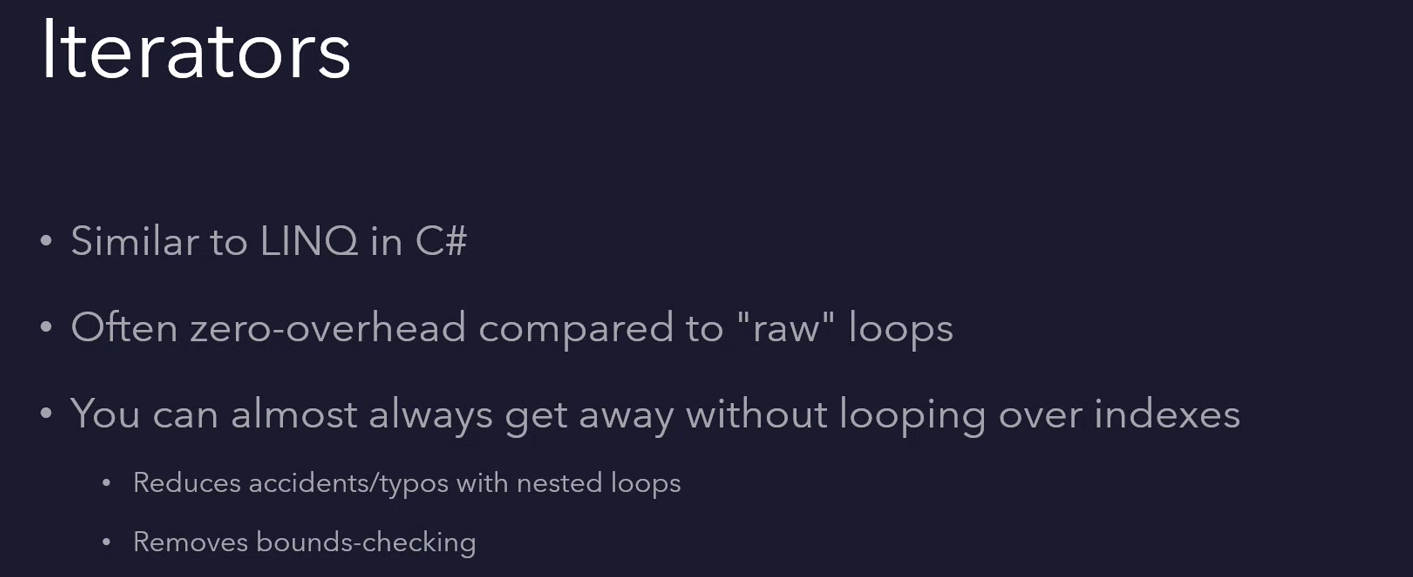 Iterators
• Similar to LINQ in C#
• Often zero-overhead compared to "raw" loops
• You can almost always get away without looping over indexes
• Reduces accidents/typos with nested loops
• Removes bounds-checking